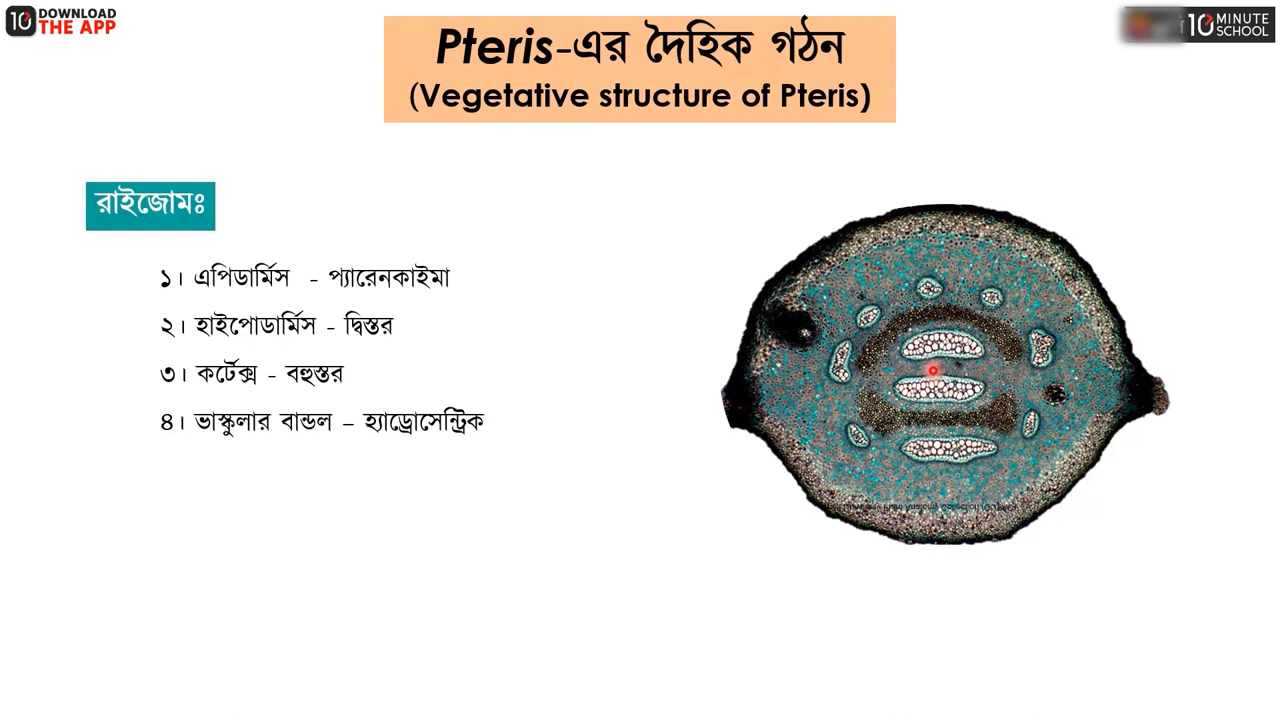 10 DOWNLOAD
THE APP
10 MINUTE
SCHOOL
Pteris-এর দৈহিক গঠন
(Vegetative structure of Pteris)
রাইজোমঃ
১। এপিডার্মিস - প্যারেনকাইমা
২। হাইপোডার্মিস - দ্বিস্তর
৩। কর্টেক্স - বহুস্তর
৪। ভাস্কুলার বান্ডল – হ্যাড্রোসেন্ট্রিক